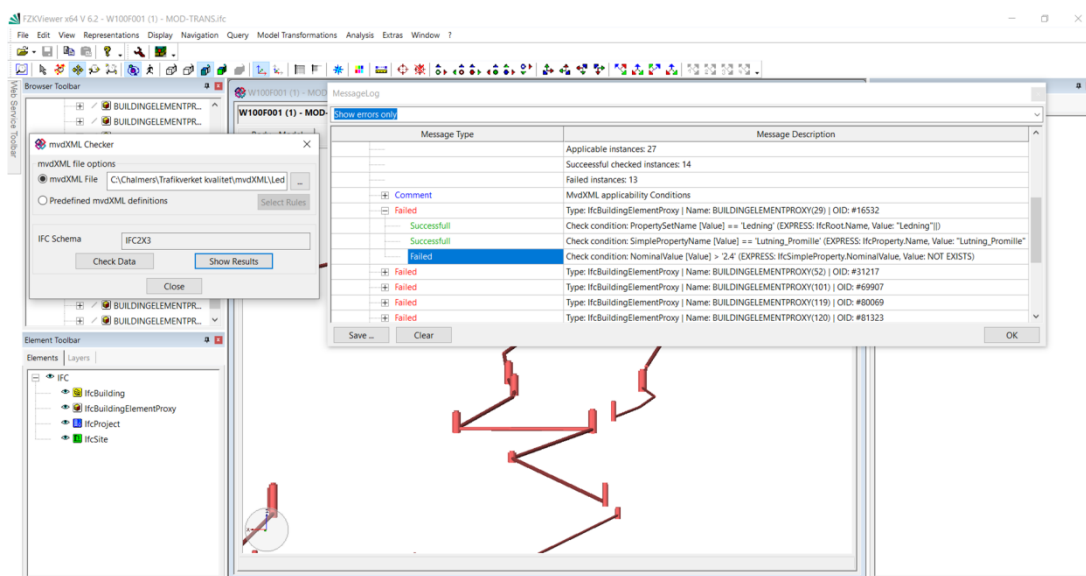 FZKViewer x64 V 6.2 - W100F001 (1) - MOD-TRANS.ifc
File Edit View Representations Display Navigation Query Model Transformations Analysis Extras Window ?
Web Service Toolbar
Browser Toolbar
BUILDINGELEMENTPR...
BUILDINGELEMENTPR...
W100F001 (1) - MOD
W100F001 (1) - MOD-
mvdXML Checker
mvdXML file options
mvdXML File C:\Chalmers\Trafikverket kvalitet\mvdXML\Led ...
Predefined mvdXML definitions Select Rules
IFC Schema IFC2X3
Check Data Show Results
Close
BUILDINGELEMENTPR...
BUILDINGELEMENTPR...
MessageLog
Show errors only
Message Type Message Description
Applicable instances: 27
Successful checked instances: 14
Failed instances: 13
Comment MvdXML applicability Conditions
Failed Type: IfcBuildingElementProxy | Name: BUILDINGELEMENTPROXY(29) | OID: #16532
Successfull Check condition: PropertySetName [Value] == 'Ledning' (EXPRESS: IfcRoot.Name, Value: "Ledning"||)
Successfull Check condition: SimplePropertyName [Value] == 'Lutning_Promille' (EXPRESS: IfcProperty.Name, Value: "Lutning_Promille"
Failed Check condition: NominalValue [Value] > '2.4' (EXPRESS: IfcSimpleProperty.NominalValue, Value: NOT EXISTS)
Failed Type: IfcBuildingElementProxy | Name: BUILDINGELEMENTPROXY(52) | OID: #31217
Failed Type: IfcBuildingElementProxy | Name: BUILDINGELEMENTPROXY(101) | OID: #69907
Failed Type: IfcBuildingElementProxy | Name: BUILDINGELEMENTPROXY(119) | OID: #80069
Failed Type: IfcBuildingElementProxy | Name: BUILDINGELEMENTPROXY(120) | OID: #81323
Save ... Clear OK
Element Toolbar
Elements Layers
IFC
IfcBuilding
IfcBuildingElementProxy
IfcProject
IfcSite